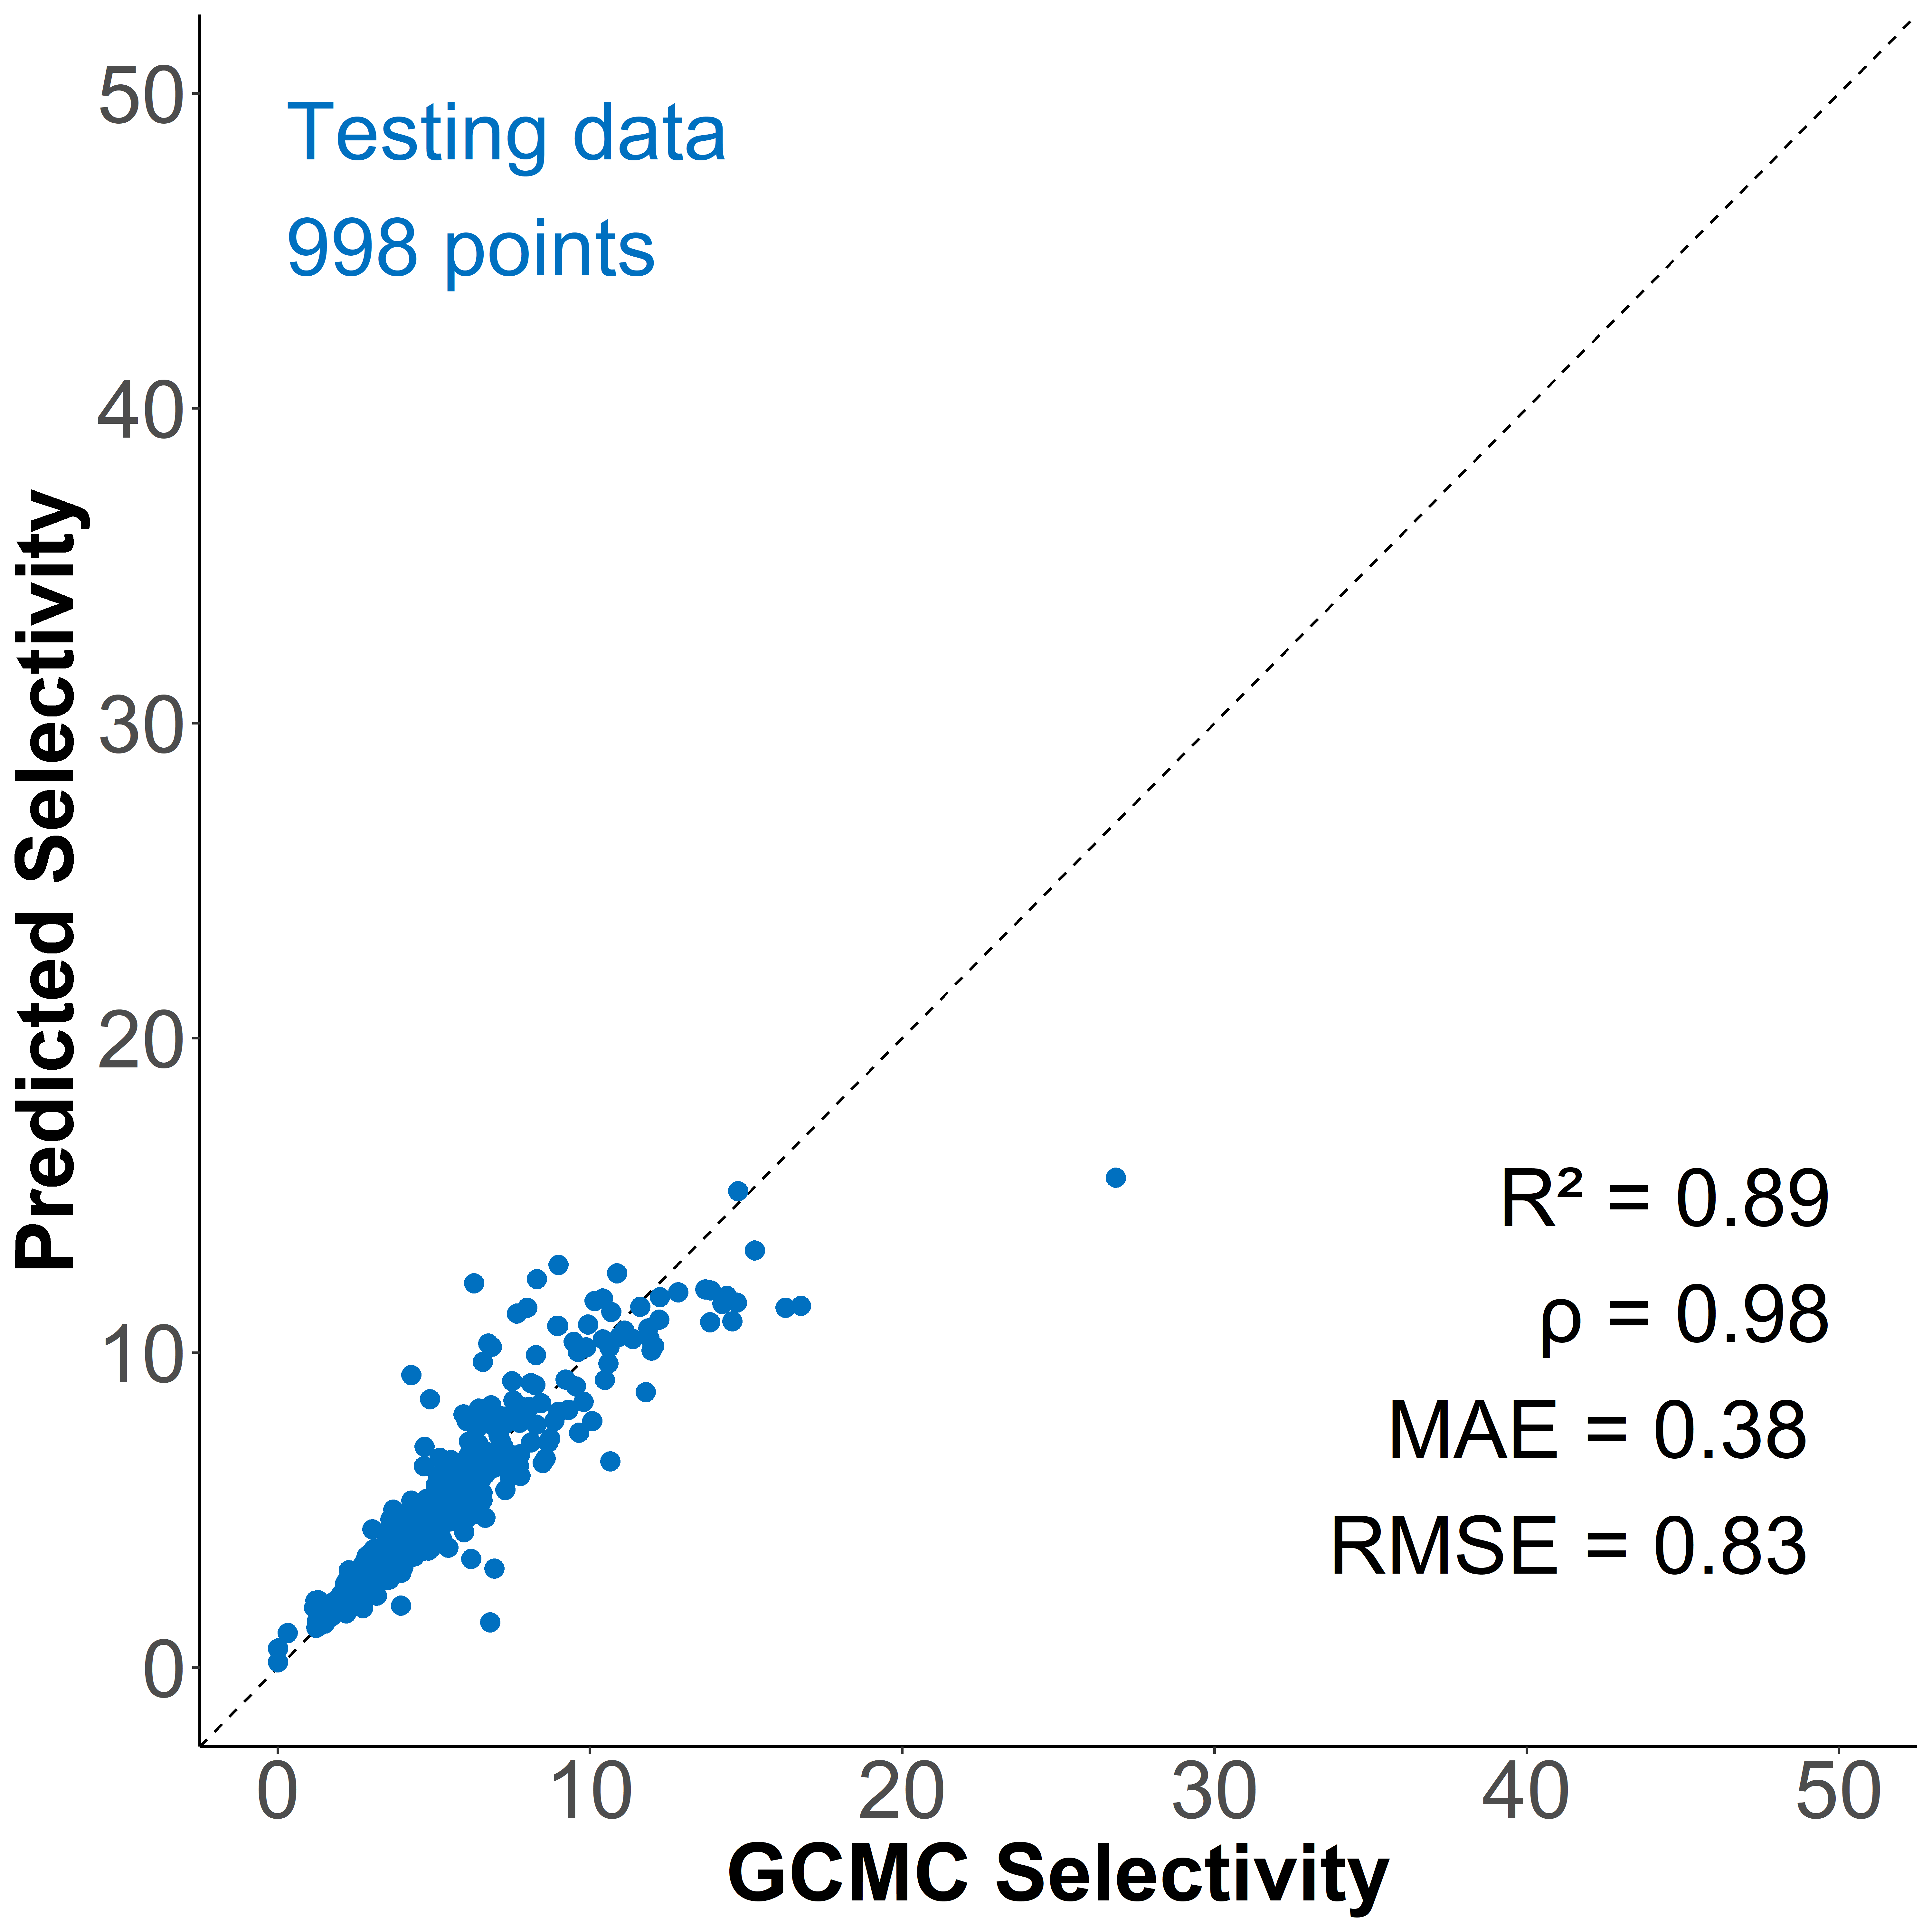 Testing data
998 points
Predicted Selectivity
50
40
30
20
10
0
R² = 0.89
ρ = 0.98
MAE = 0.38
RMSE = 0.83
0 10 20 30 40 50
GCMC Selectivity